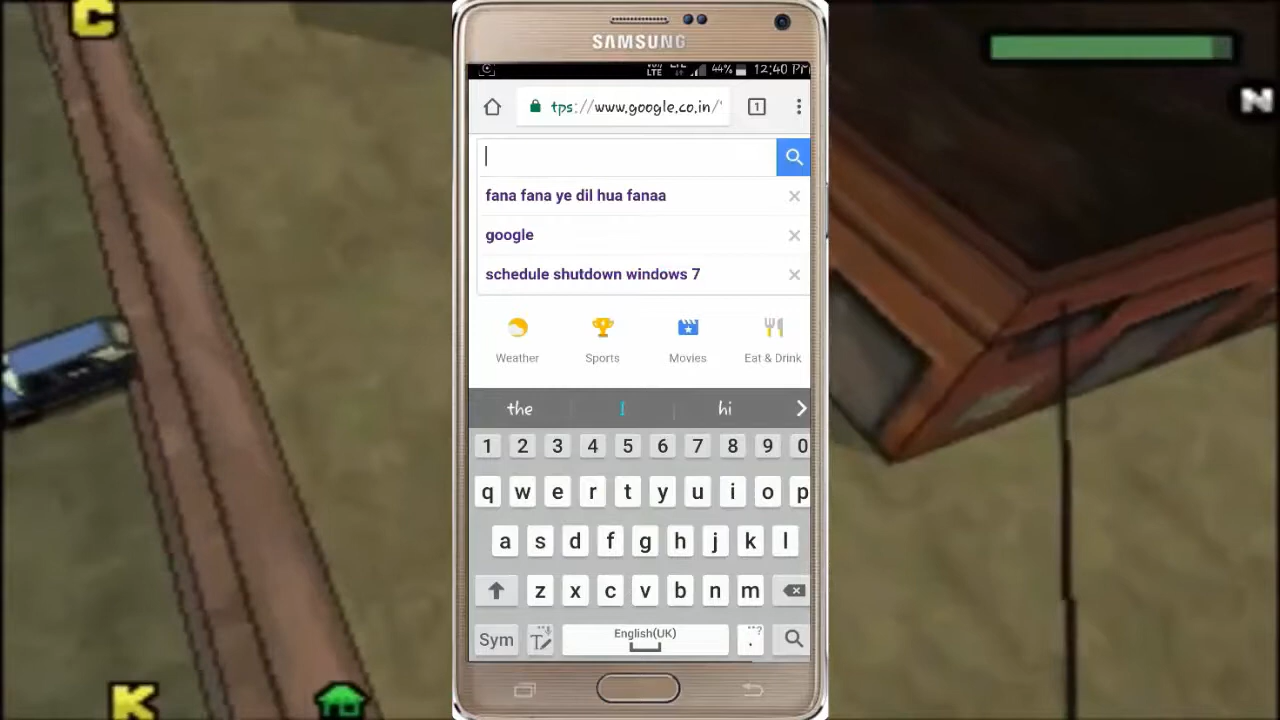 C
SAMSUNG
LTE 44% 12:40 PM
tps://www.google.co.in/
1
N
fana fana ye dil hua fanaa
google
schedule shutdown windows 7
Weather Sports Movies Eat & Drink
the ! hi
1 2 3 4 5 6 7 8 9 0
q w e r t y u i o p
a s d f g h j k l
z x c v b n m
Sym English(UK) . ..?
K